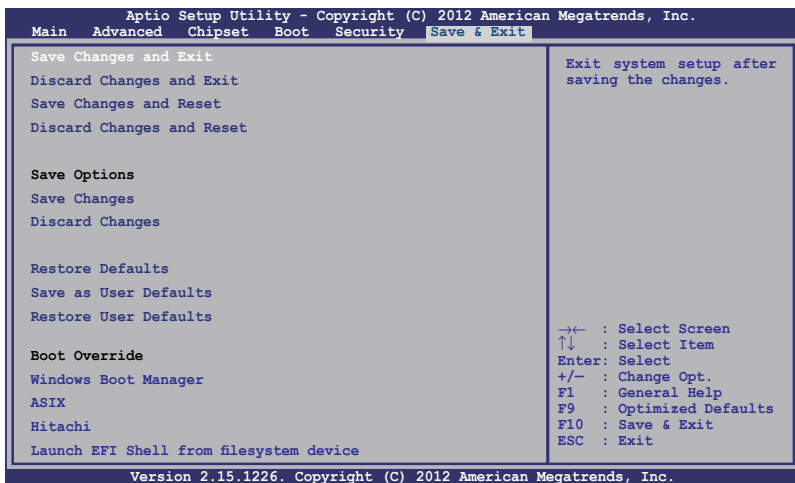 Aptio Setup Utility - Copyright (C) 2012 American Megatrends, Inc.
Main Advanced Chipset Boot Security Save & Exit
Save Changes and Exit
Discard Changes and Exit
Save Changes and Reset
Discard Changes and Reset
Save Options
Save Changes
Discard Changes
Restore Defaults
Save as User Defaults
Restore User Defaults
Boot Override
Windows Boot Manager
ASIX
Hitachi
Launch EFI Shell from filesystem device
Exit system setup after
saving the changes.
→← : Select Screen
↑↓ : Select Item
Enter: Select
+/— : Change Opt.
F1 : General Help
F9 : Optimized Defaults
F10 : Save & Exit
ESC : Exit
Version 2.15.1226. Copyright (C) 2012 American Megatrends, Inc.